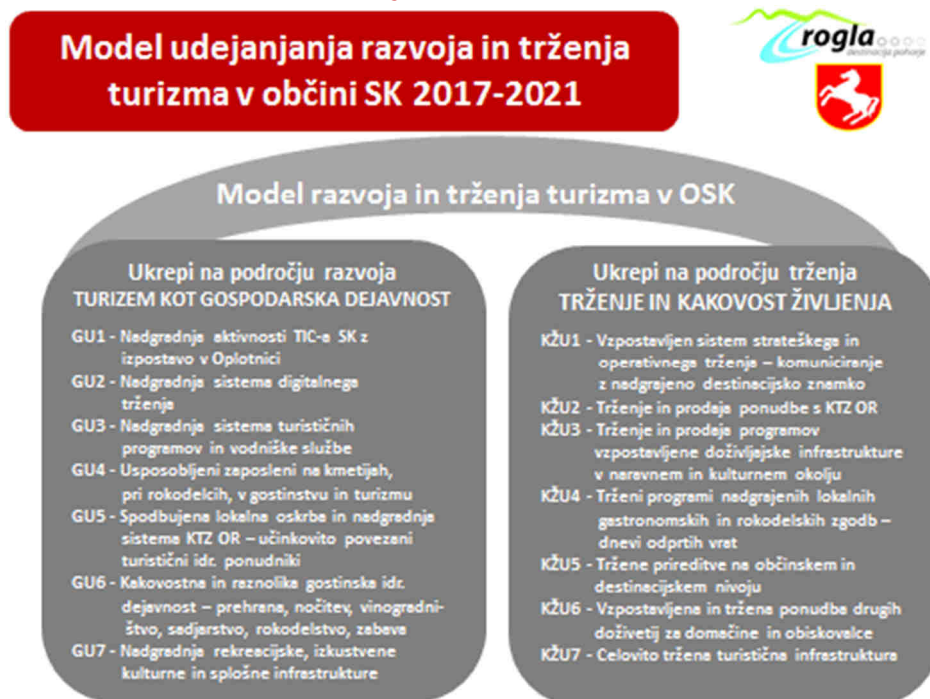 Model udejanjanja razvoja in trženja
turizma v občini SK 2017-2021
rogla
destinacija pohorje
Model razvoja in trženja turizma v OSK
Ukrepi na področju razvoja
TURIZEM KOT GOSPODARSKA DEJAVNOST
GU1 - Nadgradnja aktivnosti TIC-a SK z
izpostavo v Oplotnici
GU2 - Nadgradnja sistema digitalnega
trženja
GU3 - Nadgradnja sistema turističnih
programov in vodniške službe
GU4 - Usposobljeni zaposleni na kmetijah,
pri rokodelcih, v gostinstvu in turizmu
GU5 - Spodbujena lokalna oskrba in nadgradnja
sistema KTZ OR – učinkovito povezani
turistični idr. ponudniki
GU6 - Kakovostna in raznolika gostinska idr.
dejavnost – prehrana, nočitev, vinogradni-
štvo, sadjarstvo, rokodelstvo, zabava
GU7 - Nadgradnja rekreacijske, izkustvene
kulturne in splošne infrastrukture
Ukrepi na področju trženja
TRŽENJE IN KAKOVOST ŽIVLJENJA
KŽU1 - Vzpostavljen sistem strateškega in
operativnega trženja – komuniciranje
z nadgrajeno destinacijsko znamko
KŽU2 - Trženje in prodaja ponudbe s KTZ OR
KŽU3 - Trženje in prodaja programov
vzpostavljene doživljajske infrastrukture
v naravnem in kulturnem okolju
KŽU4 - Trženi programi nadgrajenih lokalnih
gastronomskih in rokodelskih zgodb –
dnevi odprtih vrat
KŽU5 - Tržene prireditve na občinskem in
destinacijskem nivoju
KŽU6 - Vzpostavljena in tržena ponudba drugih
doživetij za domačine in obiskovalce
KŽU7 - Celovito tržena turistična infrastruktura